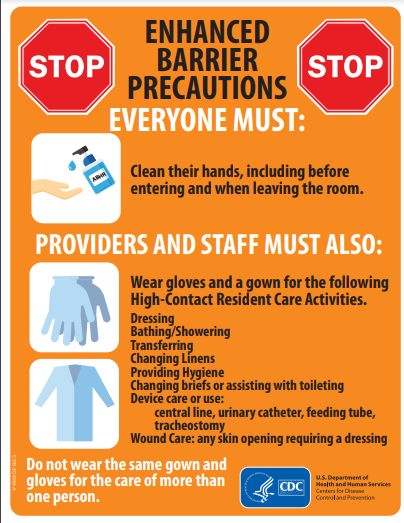 STOP
ENHANCED
BARRIER
PRECAUTIONS
STOP
EVERYONE MUST:
ABHR
Clean their hands, including before
entering and when leaving the room.
PROVIDERS AND STAFF MUST ALSO:
Wear gloves and a gown for the following
High-Contact Resident Care Activities.
Dressing
Bathing/Showering
Transferring
Changing Linens
Providing Hygiene
Changing briefs or assisting with toileting
Device care or use:
central line, urinary catheter, feeding tube,
tracheostomy
Wound Care: any skin opening requiring a dressing
Do not wear the same gown and
gloves for the care of more than
one person.
CDC
U.S. Department of
Health and Human Services
Centers for Disease
Control and Prevention